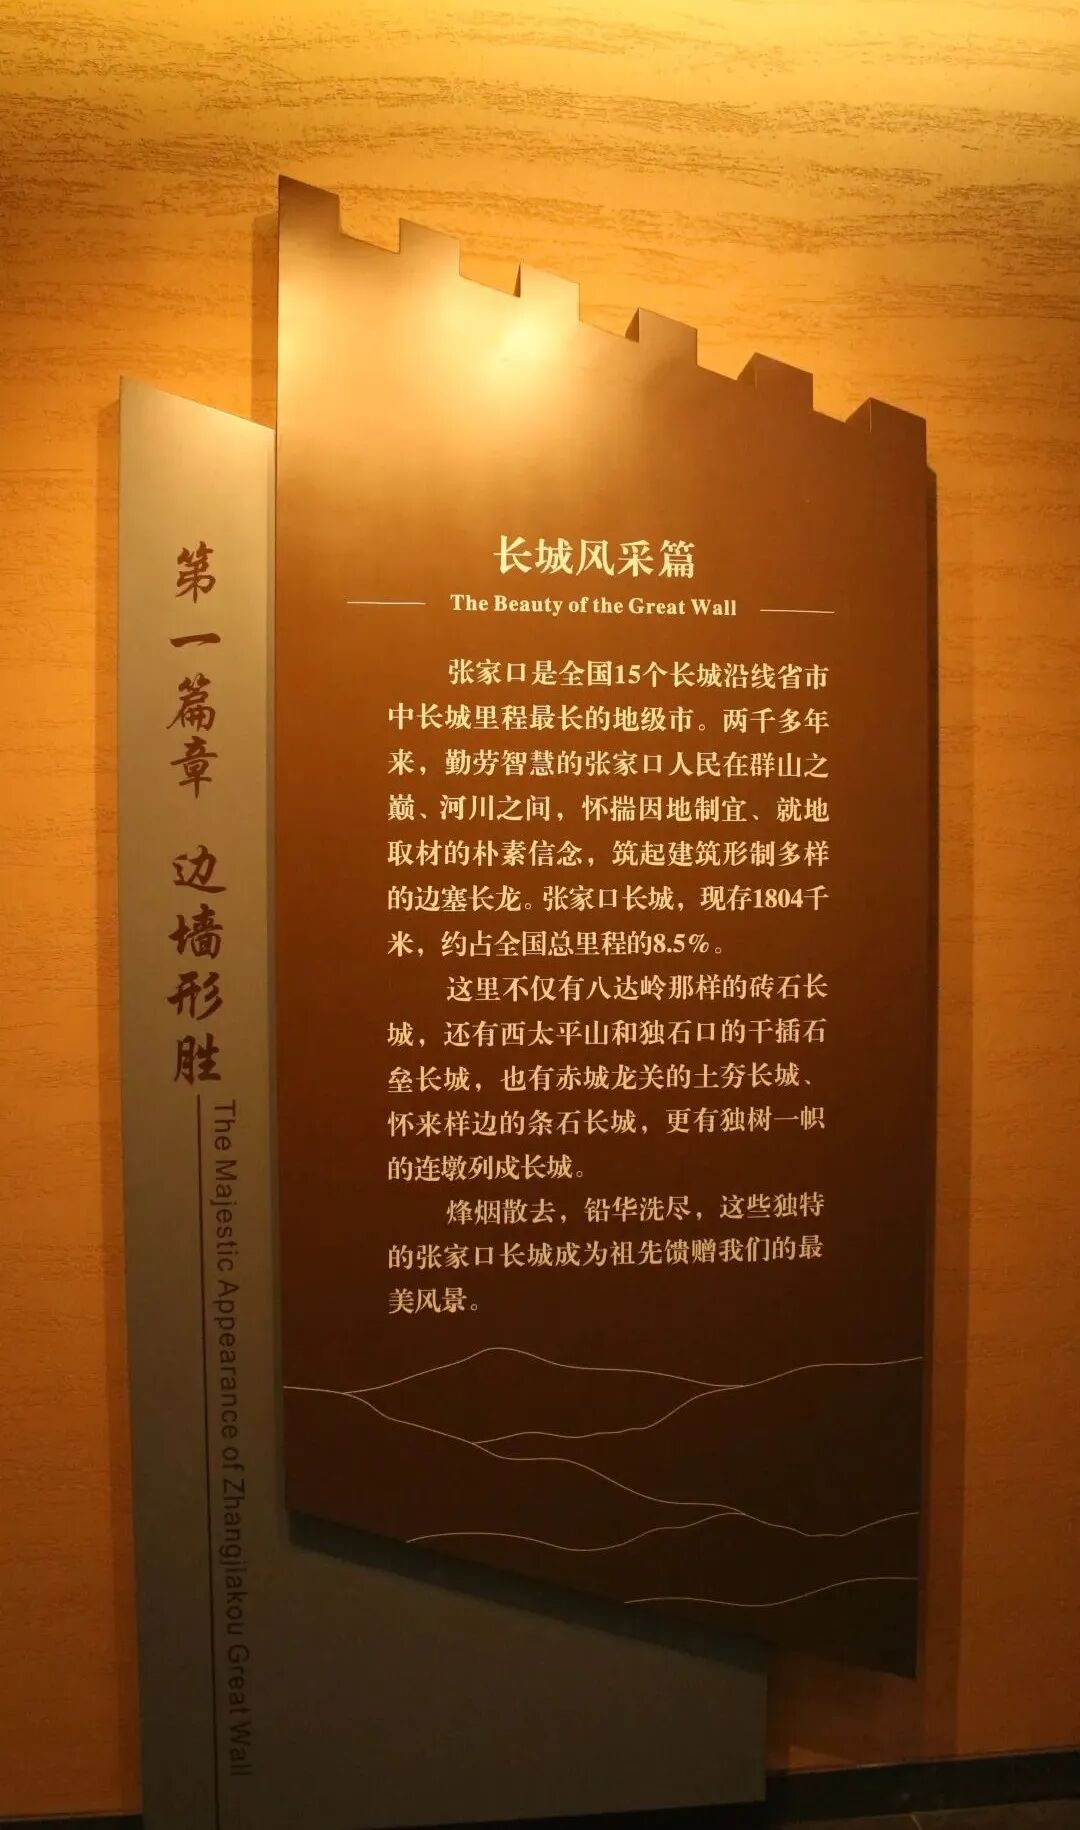 第一篇章 边墙形胜
The Majestic Appearance of Zhangjiakou Great Wall
长城风采篇
The Beauty of the Great Wall
张家口是全国15个长城沿线省市
中长城里程最长的地级市。两千多年
来，勤劳智慧的张家口人民在群山之
巅、河川之间，怀揣因地制宜、就地
取材的朴素信念，筑起建筑形制多样
的边塞长龙。张家口长城，现存1804千
米，约占全国总里程的8.5%。
这里不仅有八达岭那样的砖石长
城，还有西太平山和独石口的干插石
垒长城，也有赤城龙关的土夯长城、
怀来样边的条石长城，更有独树一帜
的连墩列戍长城。
烽烟散去，铅华洗尽，这些独特
的张家口长城成为祖先馈赠我们的最
美风景。